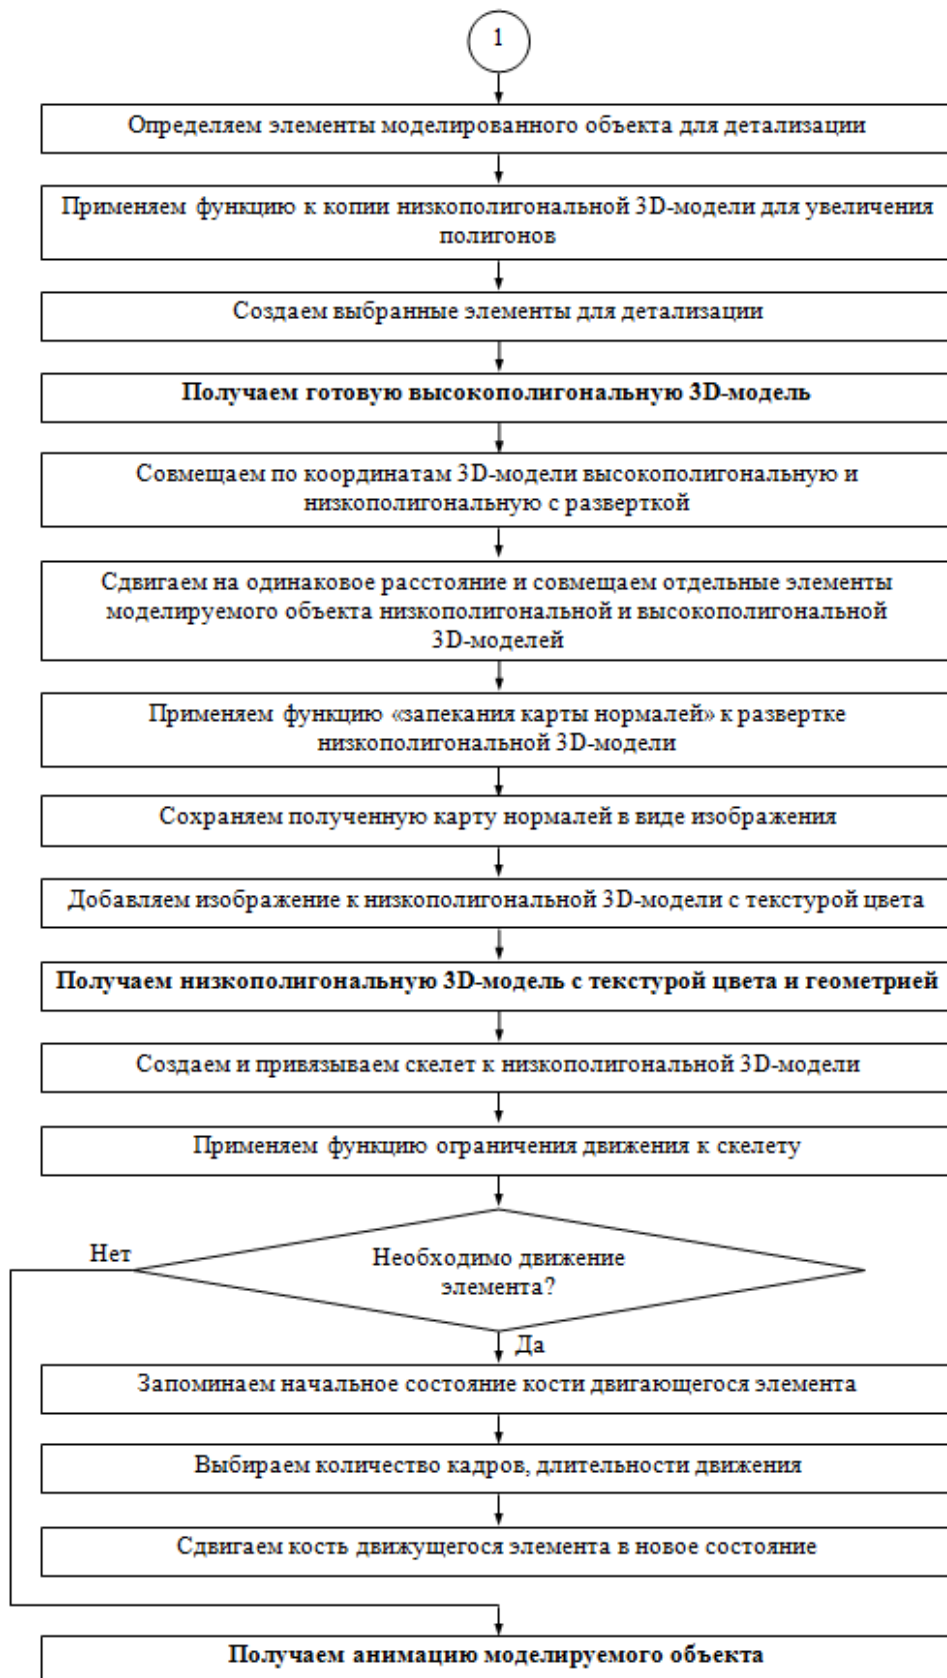 1
Определяем элементы моделированного объекта для детализации
Применяем функцию к копии низкополигональной 3D-модели для увеличения
полигонов
Создаем выбранные элементы для детализации
Получаем готовую высокополигональную 3D-модель
Совмещаем по координатам 3D-модели высокополигональную и
низкополигональную с разверткой
Сдвигаем на одинаковое расстояние и совмещаем отдельные элементы
моделируемого объекта низкополигональной и высокополигональной
3D-моделей
Применяем функцию «запекания карты нормалей» к развертке
низкополигональной 3D-модели
Сохраняем полученную карту нормалей в виде изображения
Добавляем изображение к низкополигональной 3D-модели с текстурой цвета
Получаем низкополигональную 3D-модель с текстурой цвета и геометрией
Создаем и привязываем скелет к низкополигональной 3D-модели
Применяем функцию ограничения движения к скелету
Нет
Необходимо движение
элемента?
Да
Запоминаем начальное состояние кости двигающегося элемента
Выбираем количество кадров, длительности движения
Сдвигаем кость движущегося элемента в новое состояние
Получаем анимацию моделируемого объекта